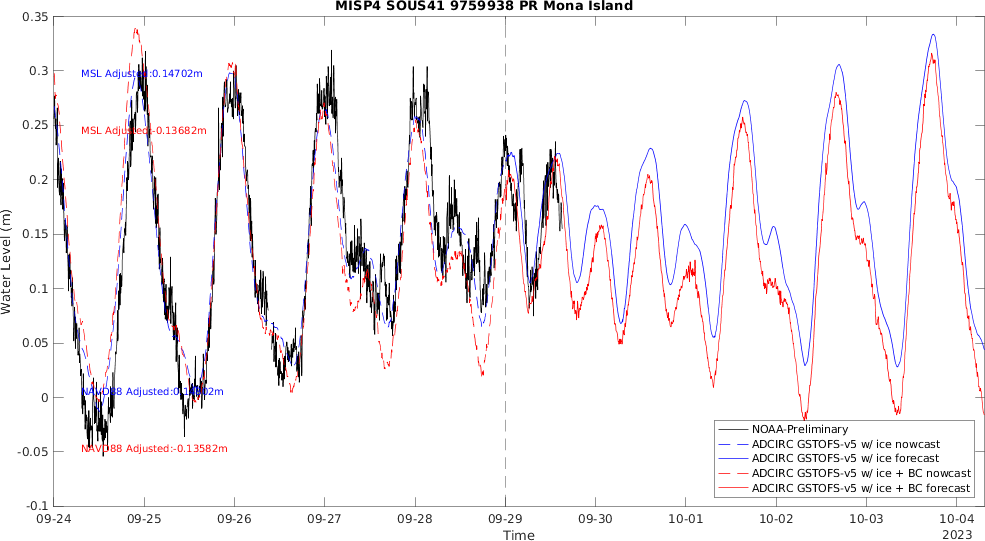 MISP4 SOUS41 9759938 PR Mona Island
0.35
0.3
0.25
0.2
0.15
0.1
0.05
0
-0.05
-0.1
Water Level (m)
MSL Adjusted:0.14702m
MSL Adjusted:-0.13682m
Adjusted:0.14702m
NAVD88 Adjusted:-0.13582m
NOAA-Preliminary
ADCIRC GSTOFS-v5 w/ ice nowcast
ADCIRC GSTOFS-v5 w/ ice forecast
ADCIRC GSTOFS-v5 w/ ice + BC nowcast
ADCIRC GSTOFS-v5 w/ ice + BC forecast
09-24 09-25 09-26 09-27 09-28 09-29 09-30 10-01 10-02 10-03 10-04
Time
2023